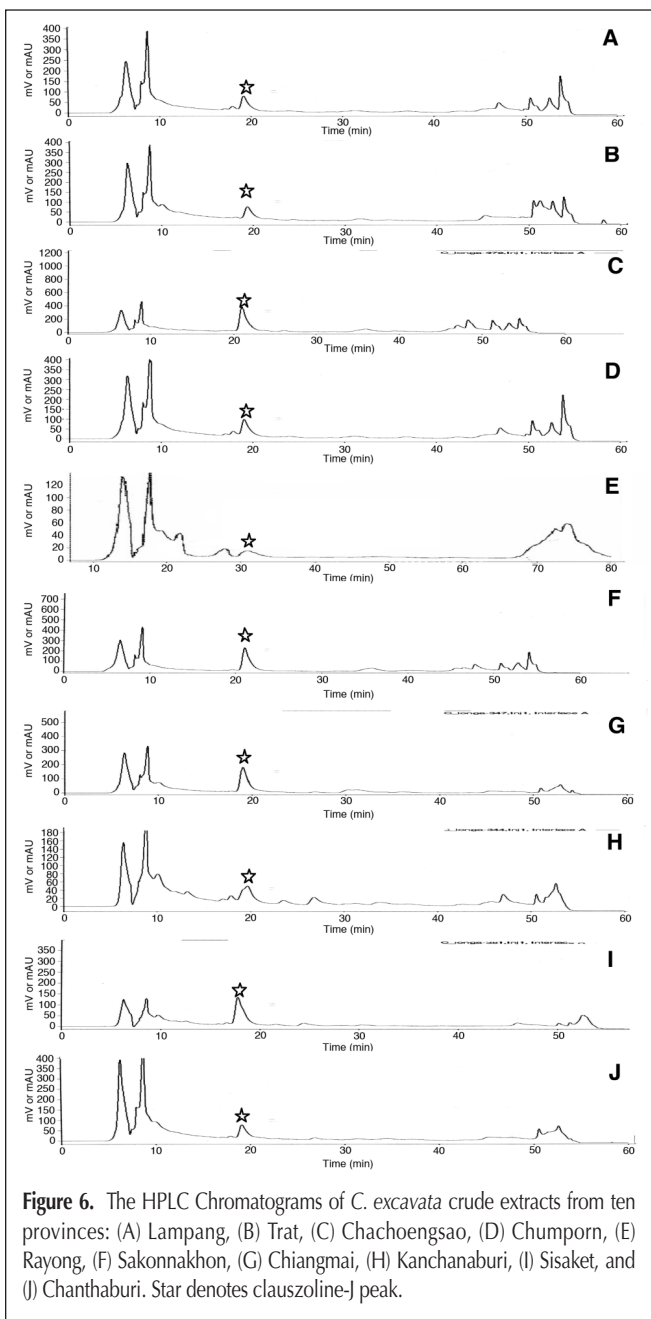 A
400
350
300
250
200
150
100
50
0
mV or mAU
0 10 20 30 40 50 60
Time (min)
B
400
350
300
250
200
150
100
50
0
mV or mAU
0 10 20 30 40 50 60
Time (min)
C
1200
1000
800
600
400
200
0
mV or mAU
0 10 20 30 40 50 60
Time (min)
D
400
350
300
250
200
150
100
50
0
mV or mAU
0 10 20 30 40 50 60
Time (min)
E
120
100
80
60
40
20
0
mV or mAU
10 20 30 40 50 60 70 80
Time (min)
F
700
600
500
400
300
200
100
0
mV or mAU
0 10 20 30 40 50 60
Time (min)
G
500
400
300
200
100
0
mV or mAU
0 10 20 30 40 50 60
Time (min)
H
180
160
140
120
100
80
60
40
20
0
mV or mAU
0 10 20 30 40 50 60
Time (min)
I
350
300
250
200
150
100
50
0
mV or mAU
0 10 20 30 40 50
Time (min)
J
400
350
300
250
200
150
100
50
0
mV or mAU
0 10 20 30 40 50 60
Time (min)
Figure 6. The HPLC Chromatograms of C. excavata crude extracts from ten
provinces: (A) Lampang, (B) Trat, (C) Chachoengsao, (D) Chumporn, (E)
Rayong, (F) Sakonnakhon, (G) Chiangmai, (H) Kanchanaburi, (I) Sisaket, and
(J) Chanthaburi. Star denotes clauszoline-J peak.